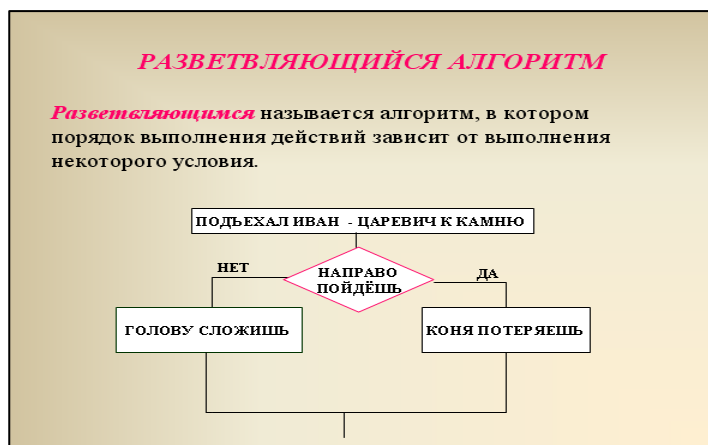 РАЗВЕТВЛЯЮЩИЙСЯ АЛГОРИТМ
Разветвляющимся называется алгоритм, в котором
порядок выполнения действий зависит от выполнения
некоторого условия.
ПОДЪЕХАЛ ИВАН - ЦАРЕВИЧ К КАМНЮ
НЕТ
НАПРАВО
ПОЙДЁШЬ
ДА
ГОЛОВУ СЛОЖИШЬ
КОНЯ ПОТЕРЯЕШЬ